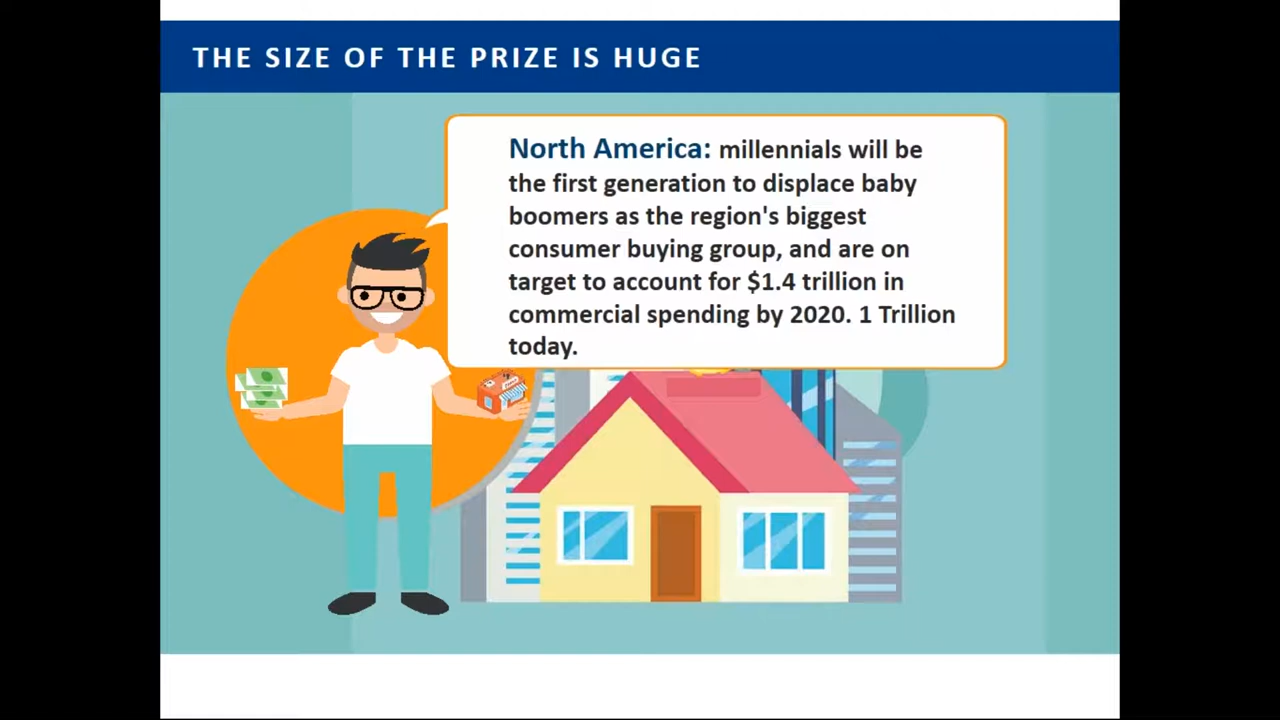 THE SIZE OF THE PRIZE IS HUGE
North America: millennials will be
the first generation to displace baby
boomers as the region's biggest
consumer buying group, and are on
target to account for $1.4 trillion in
commercial spending by 2020. 1 Trillion
today.